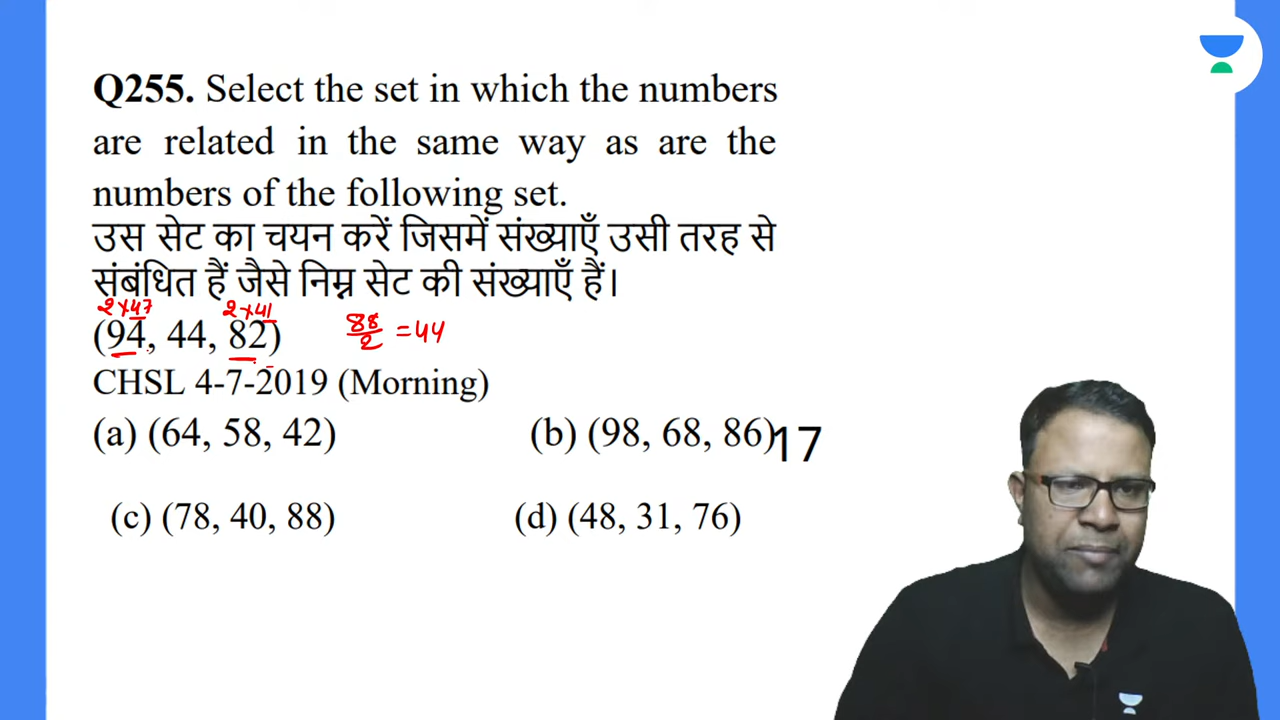 Q255. Select the set in which the numbers
are related in the same way as are the
numbers of the following set.
उस सेट का चयन करें जिसमें संख्याएँ उसी तरह से
संबंधित हैं जैसे निम्न सेट की संख्याएँ हैं।
2×47 2×41
(94, 44, 82) 88/2 =44
CHSL 4-7-2019 (Morning)
(a) (64, 58, 42) (b) (98, 68, 86) 17
(c) (78, 40, 88) (d) (48, 31, 76)